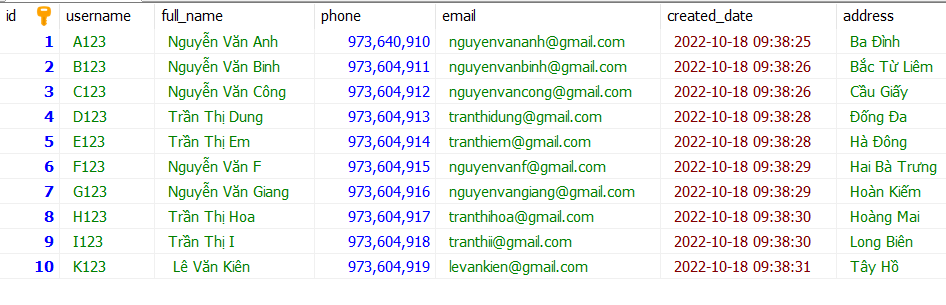 id username full_name phone email created_date address
1 A123 Nguyễn Văn Anh 973,640,910 nguyenvananh@gmail.com 2022-10-18 09:38:25 Ba Đình
2 B123 Nguyễn Văn Binh 973,604,911 nguyenvanbinh@gmail.com 2022-10-18 09:38:26 Bắc Từ Liêm
3 C123 Nguyễn Văn Công 973,604,912 nguyenvancong@gmail.com 2022-10-18 09:38:26 Cầu Giấy
4 D123 Trần Thị Dung 973,604,913 tranthidung@gmail.com 2022-10-18 09:38:28 Đống Đa
5 E123 Trần Thị Em 973,604,914 tranthiem@gmail.com 2022-10-18 09:38:28 Hà Đông
6 F123 Nguyễn Văn F 973,604,915 nguyenvanf@gmail.com 2022-10-18 09:38:29 Hai Bà Trưng
7 G123 Nguyễn Văn Giang 973,604,916 nguyenvangiang@gmail.com 2022-10-18 09:38:29 Hoàn Kiếm
8 H123 Trần Thị Hoa 973,604,917 tranthihoa@gmail.com 2022-10-18 09:38:30 Hoàng Mai
9 I123 Trần Thị I 973,604,918 tranthii@gmail.com 2022-10-18 09:38:30 Long Biên
10 K123 Lê Văn Kiên 973,604,919 levankien@gmail.com 2022-10-18 09:38:31 Tây Hồ